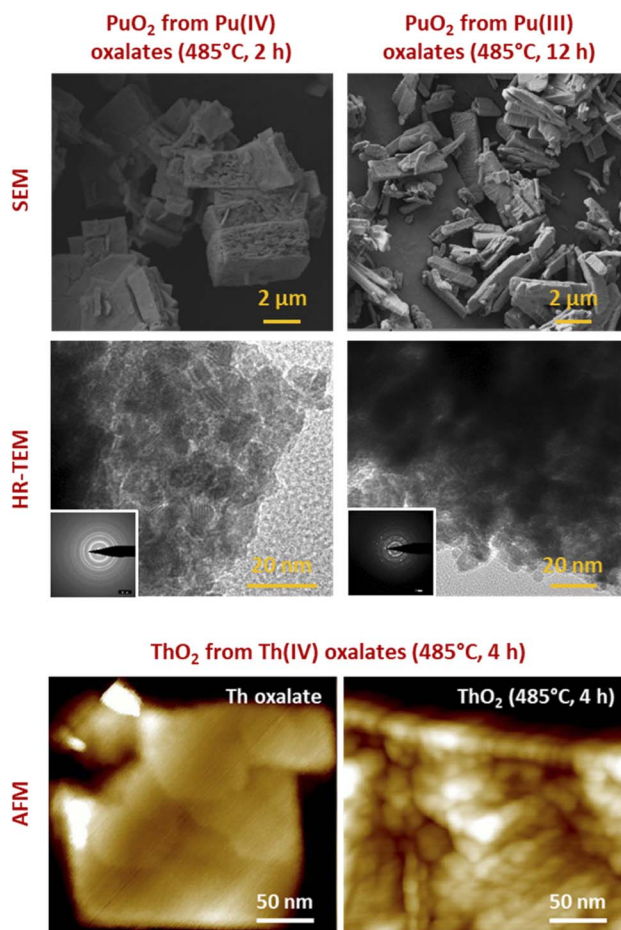 PuO₂ from Pu(IV)
oxalates (485°C, 2 h)
PuO₂ from Pu(III)
oxalates (485°C, 12 h)
SEM
2 µm
2 µm
HR-TEM
20 nm
20 nm
ThO₂ from Th(IV) oxalates (485°C, 4 h)
AFM
Th oxalate
50 nm
ThO₂ (485°C, 4 h)
50 nm